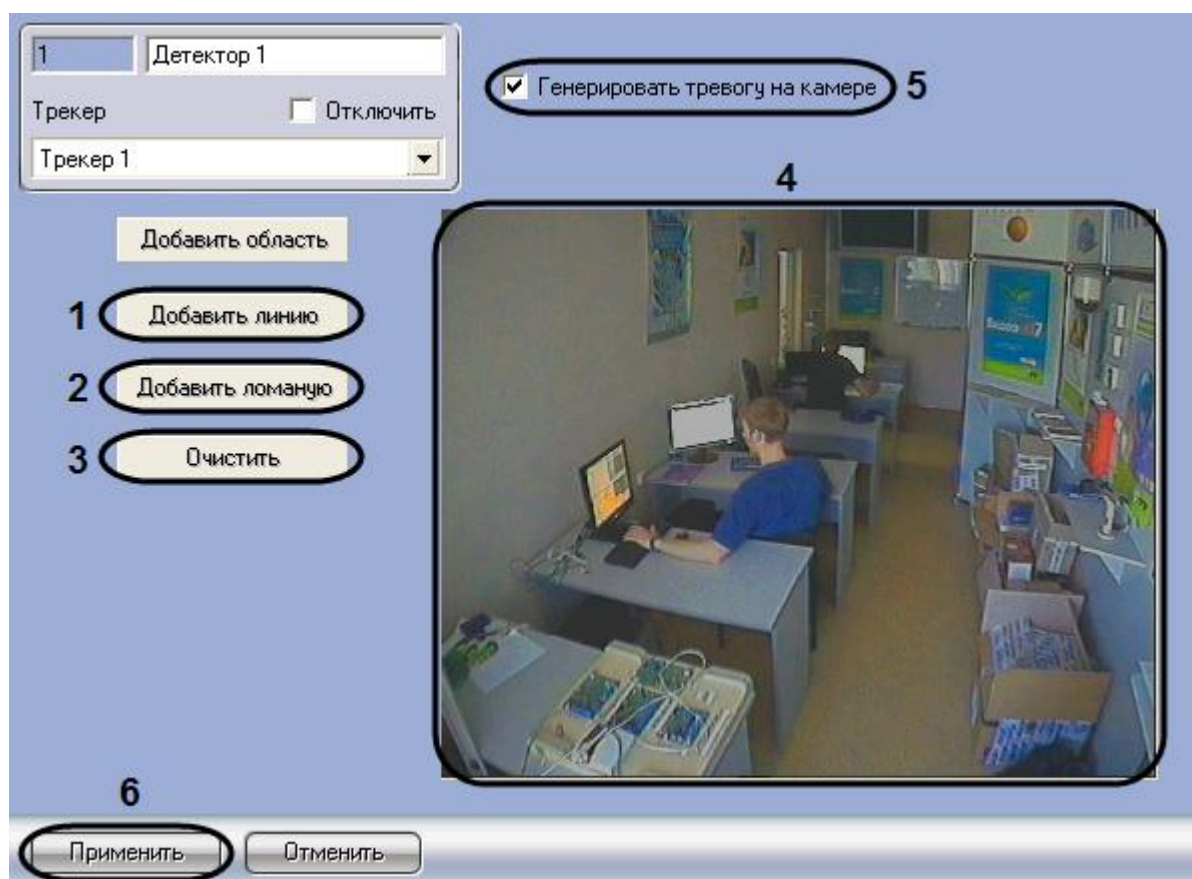 1 Детектор 1
Трекер Отключить
Трекер 1
Генерировать тревогу на камере 5
4
Добавить область
1 Добавить линию
2 Добавить ломаную
3 Очистить
6
Применить Отменить